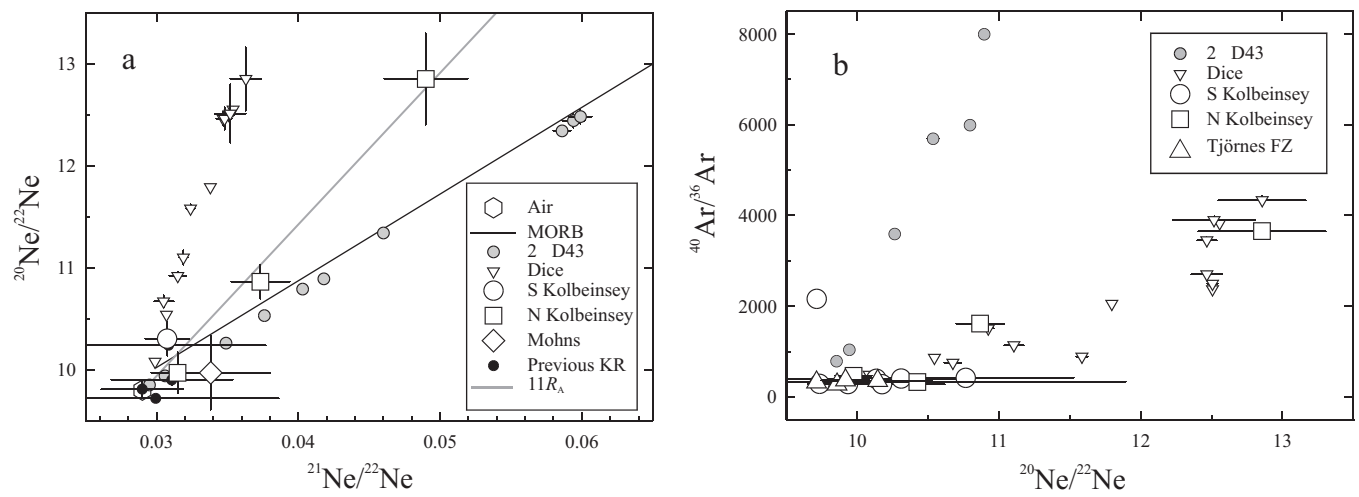 a
13
12
11
10
²⁰Ne/²²Ne
0.03
0.04
0.05
0.06
²¹Ne/²²Ne
Air
MORB
2 D43
Dice
S Kolbeinsey
N Kolbeinsey
Mohns
Previous KR
11R_A
b
8000
6000
4000
2000
0
⁴⁰Ar/³⁶Ar
10
11
12
13
²⁰Ne/²²Ne
2 D43
Dice
S Kolbeinsey
N Kolbeinsey
Tjörnes FZ